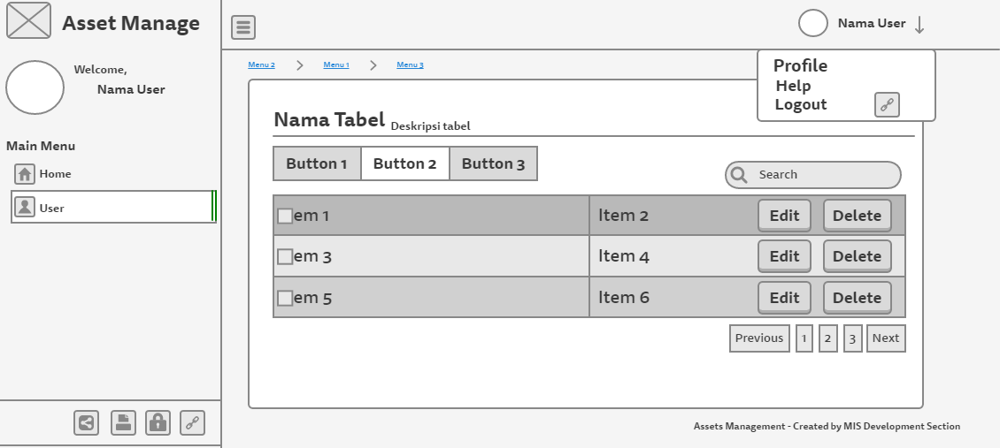 Asset Manage
Nama User
Welcome,
Nama User
Main Menu
Home
User
Menu 2 Menu 1 Menu 3
Profile
Help
Logout
Nama Tabel Deskripsi tabel
Button 1 Button 2 Button 3
Search
em 1 Item 2 Edit Delete
em 3 Item 4 Edit Delete
em 5 Item 6 Edit Delete
Previous 1 2 3 Next
Assets Management - Created by MIS Development Section